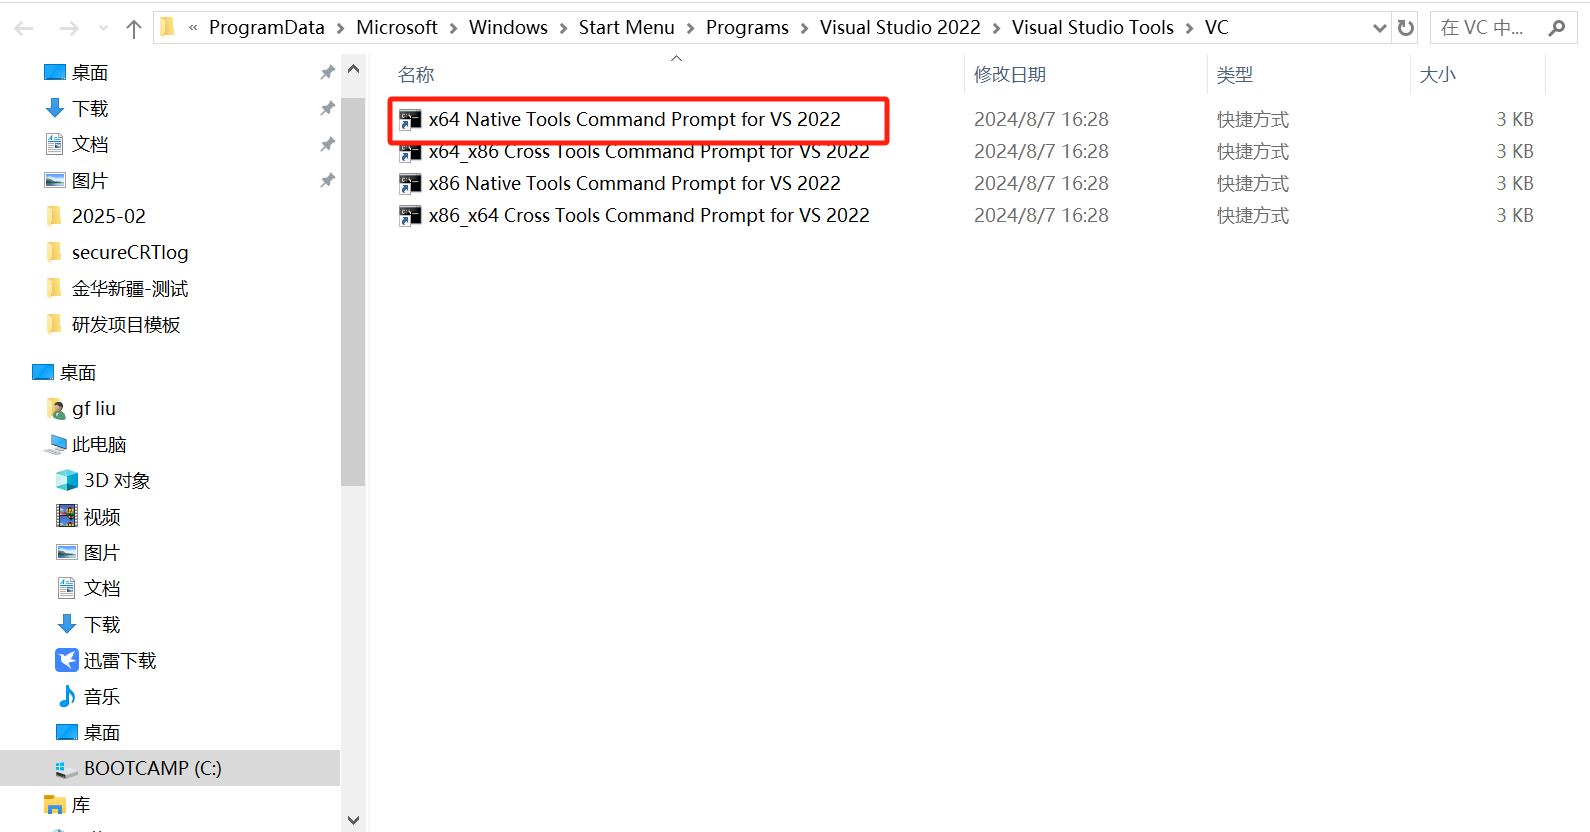 « ProgramData > Microsoft > Windows > Start Menu > Programs > Visual Studio 2022 > Visual Studio Tools > VC
在 VC 中...
桌面
下载
文档
图片
2025-02
secureCRTlog
金华新疆-测试
研发项目模板
桌面
gf liu
此电脑
3D 对象
视频
图片
文档
下载
迅雷下载
音乐
桌面
BOOTCAMP (C:)
库
名称 修改日期 类型 大小
x64 Native Tools Command Prompt for VS 2022 2024/8/7 16:28 快捷方式 3 KB
x64_x86 Cross Tools Command Prompt for VS 2022 2024/8/7 16:28 快捷方式 3 KB
x86 Native Tools Command Prompt for VS 2022 2024/8/7 16:28 快捷方式 3 KB
x86_x64 Cross Tools Command Prompt for VS 2022 2024/8/7 16:28 快捷方式 3 KB